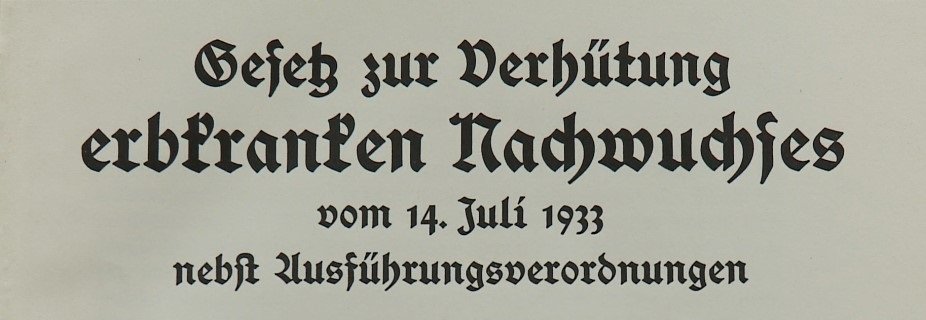 Gesetz zur Verhütung
erbkranken Nachwuchses
vom 14. Juli 1933
nebst Ausführungsverordnungen